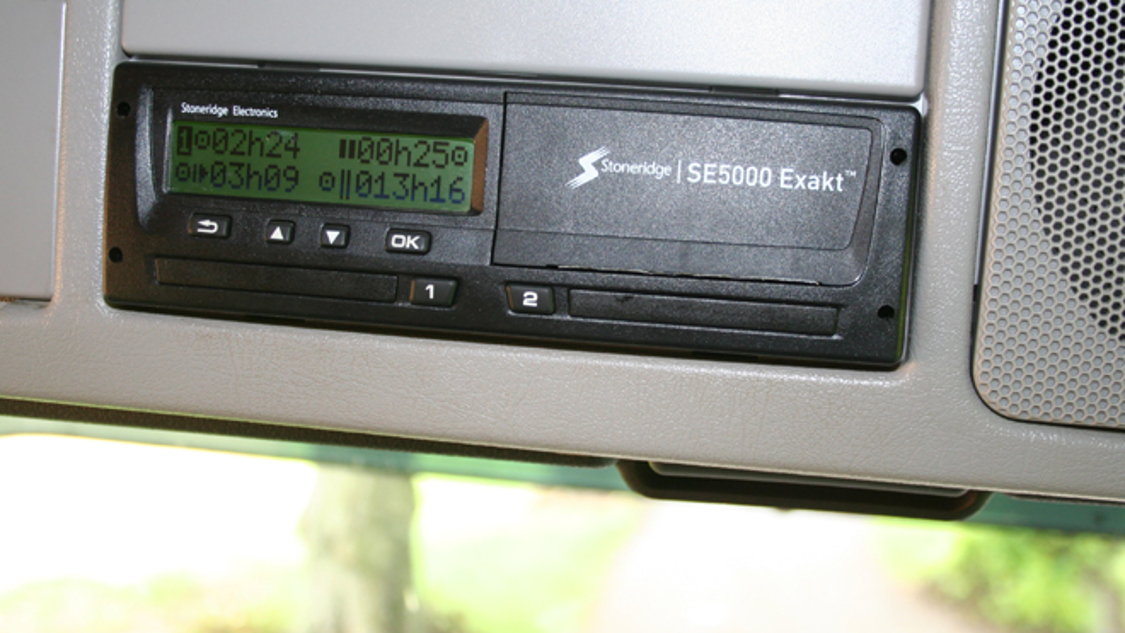 Stoneridge Electronics
1 02h24 00h25
03h09 013h16
OK
1
2
Stoneridge | SE5000 Exakt™